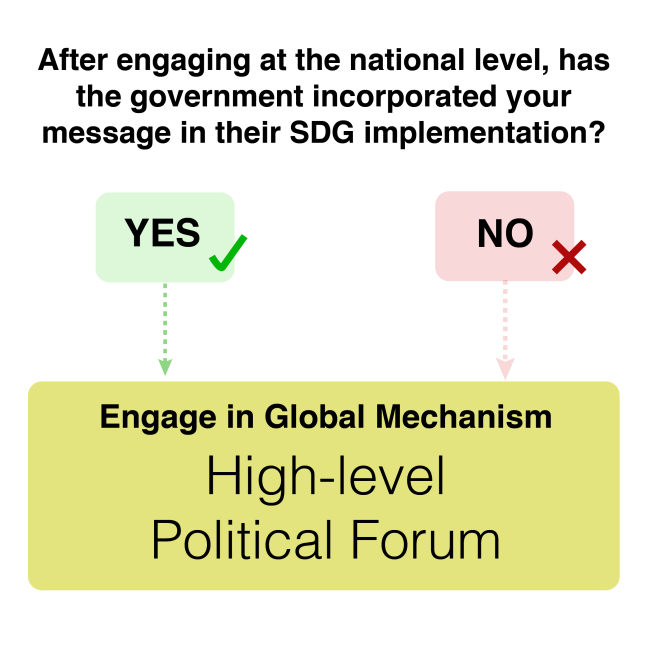 After engaging at the national level, has
the government incorporated your
message in their SDG implementation?
YES
NO
Engage in Global Mechanism
High-level
Political Forum